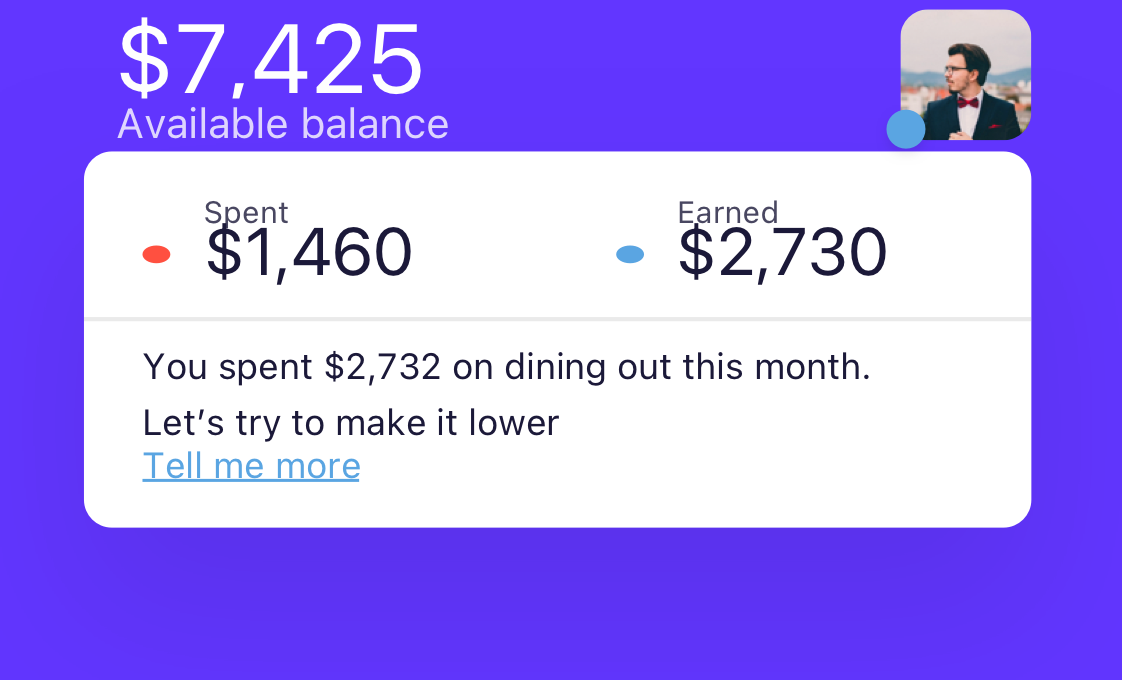 $7,425
Available balance
Spent
$1,460
Earned
$2,730
You spent $2,732 on dining out this month.
Let’s try to make it lower
Tell me more